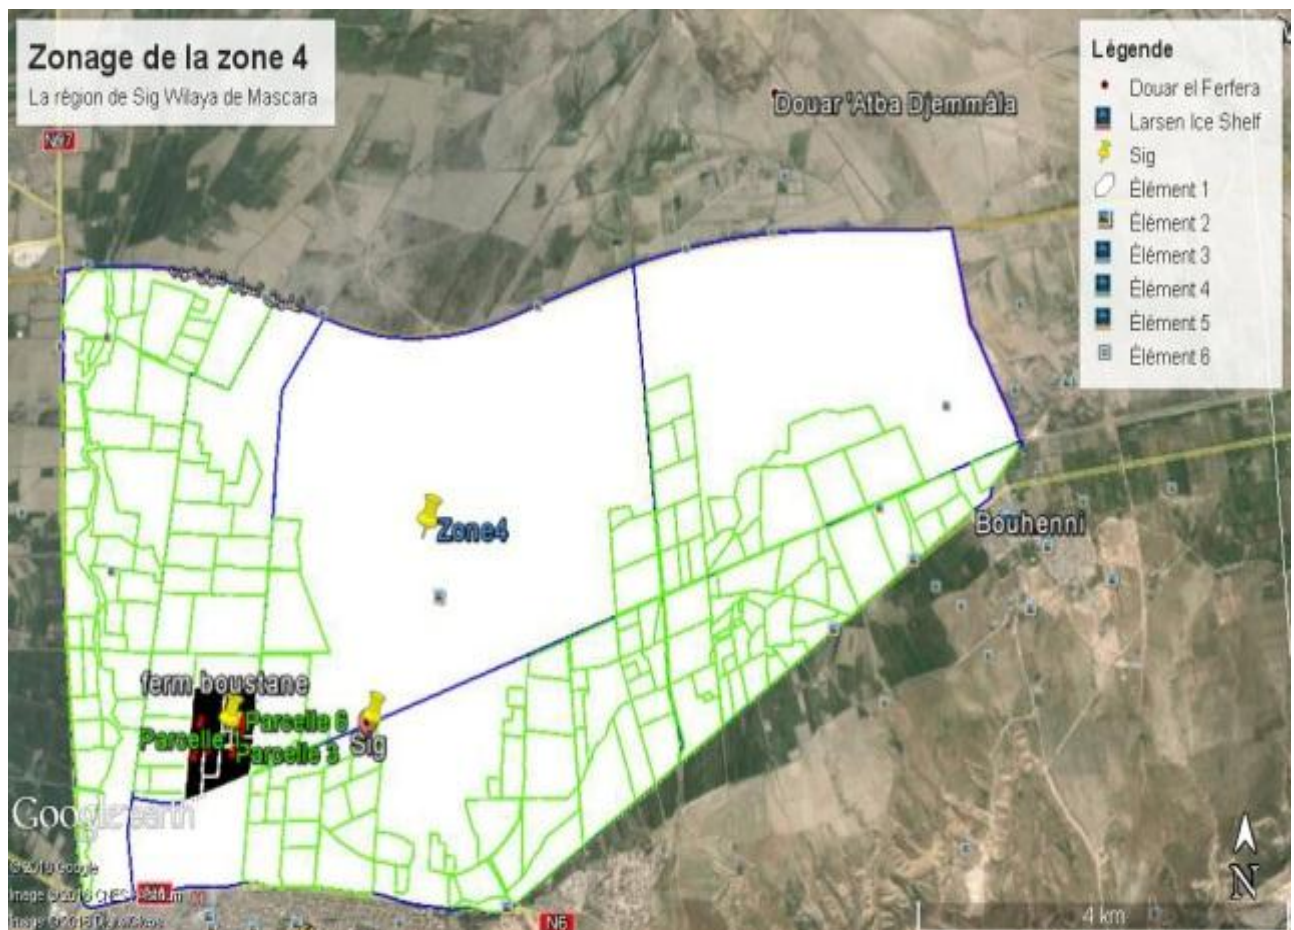 Zonage de la zone 4
La région de Sig Wilaya de Mascara
Légende
Douar el Ferfera
Larsen Ice Shelf
Sig
Élément 1
Élément 2
Élément 3
Élément 4
Élément 5
Élément 6
Douar 'Atba Djemmâla
Zone4
Bouhenni
ferm boustane
Parcelle 6
Parcelle
Parcelle 3
Sig
Google earth
N6
4 km
N